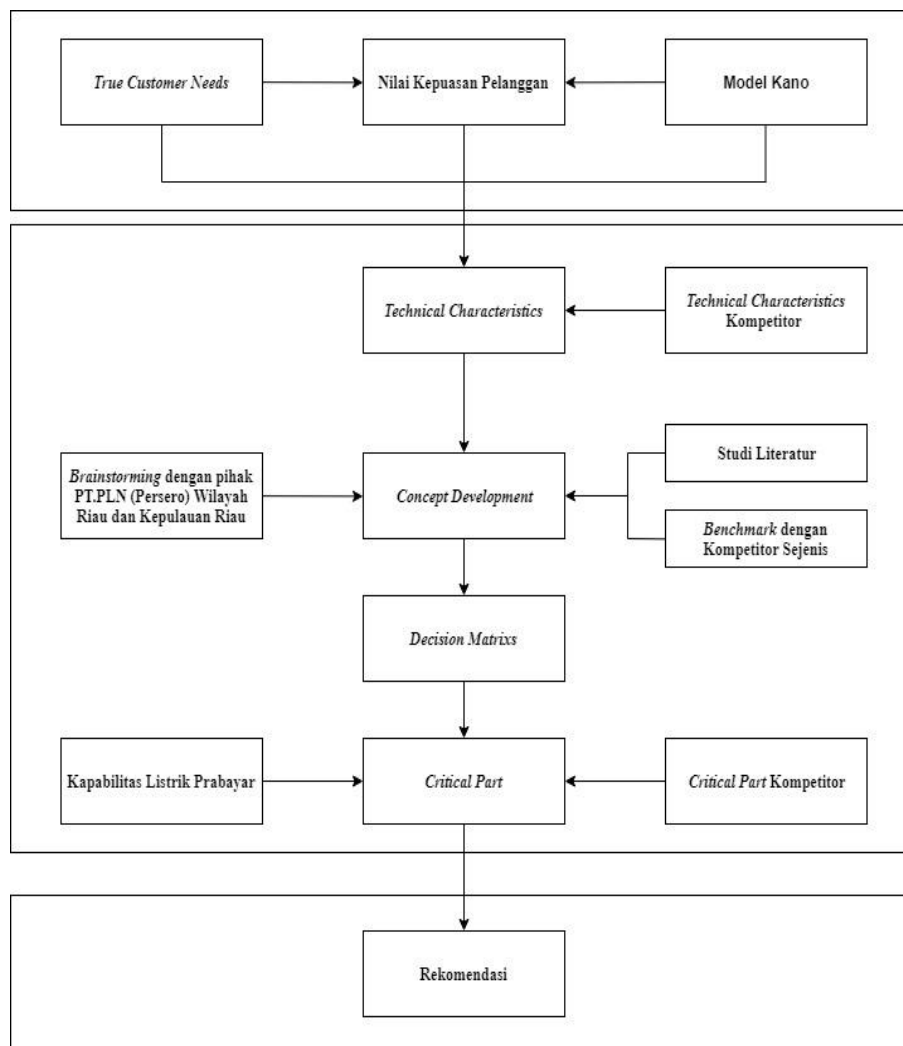 True Customer Needs
Nilai Kepuasan Pelanggan
Model Kano
Technical Characteristics
Technical Characteristics
Kompetitor
Brainstorming dengan pihak
PT.PLN (Persero) Wilayah
Riau dan Kepulauan Riau
Concept Development
Studi Literatur
Benchmark dengan
Kompetitor Sejenis
Decision Matrixs
Kapabilitas Listrik Prabayar
Critical Part
Critical Part Kompetitor
Rekomendasi